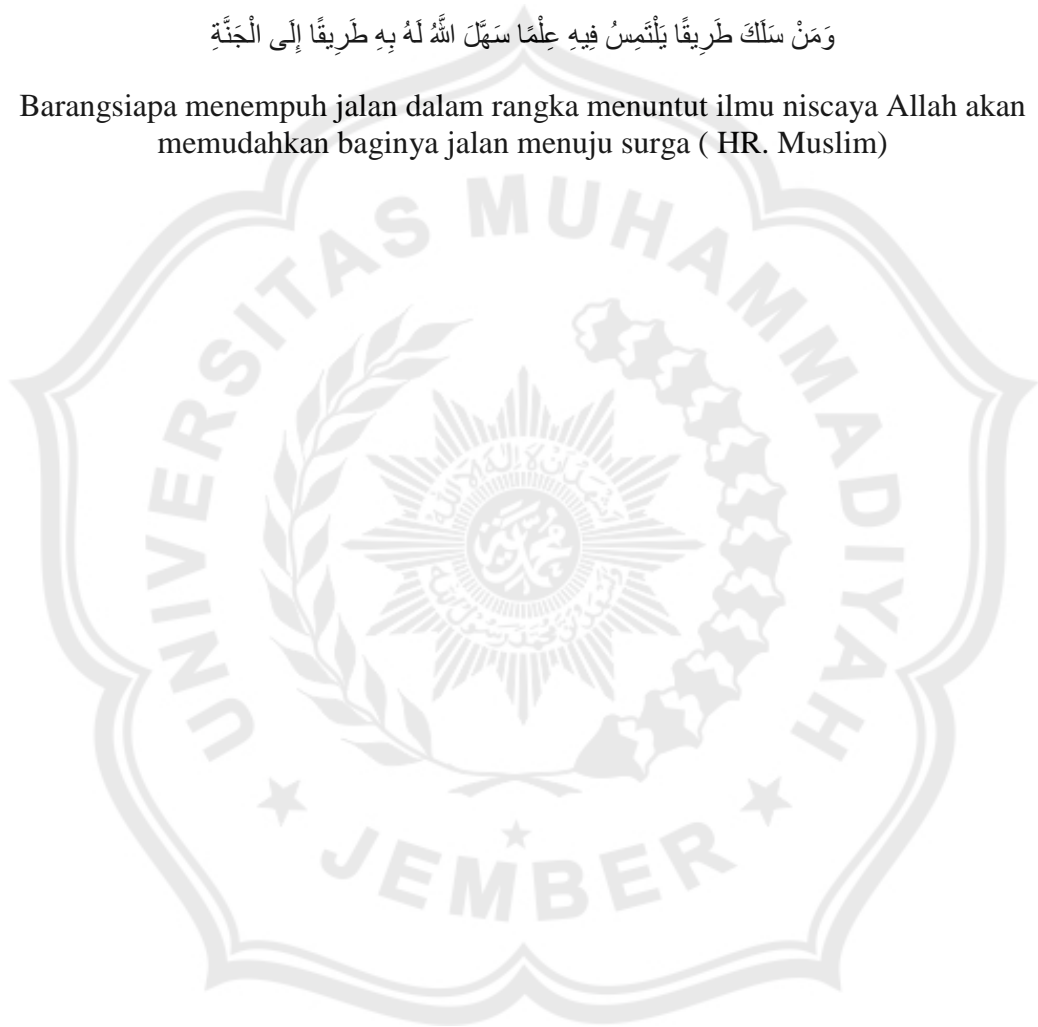 وَمَنْ سَلَكَ طَرِيقًا يَلْتَمِسُ فِيهِ عِلْمًا سَهَّلَ اللَّهُ لَهُ بِهِ طَرِيقًا إِلَى الْجَنَّةِ
Barangsiapa menempuh jalan dalam rangka menuntut ilmu niscaya Allah akan
memudahkan baginya jalan menuju surga ( HR. Muslim)
UNIVERSITAS MUHAMMADIYAH
JEMBER